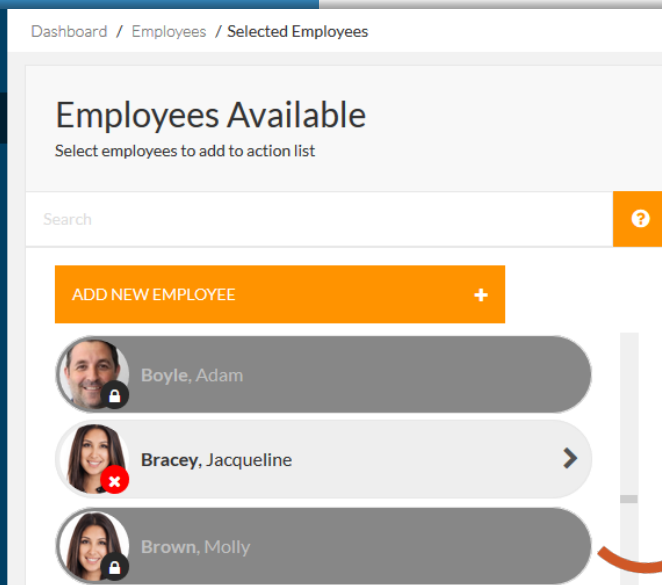 Dashboard / Employees / Selected Employees
Employees Available
Select employees to add to action list
Search
ADD NEW EMPLOYEE +
Boyle, Adam
Bracey, Jacqueline
Brown, Molly